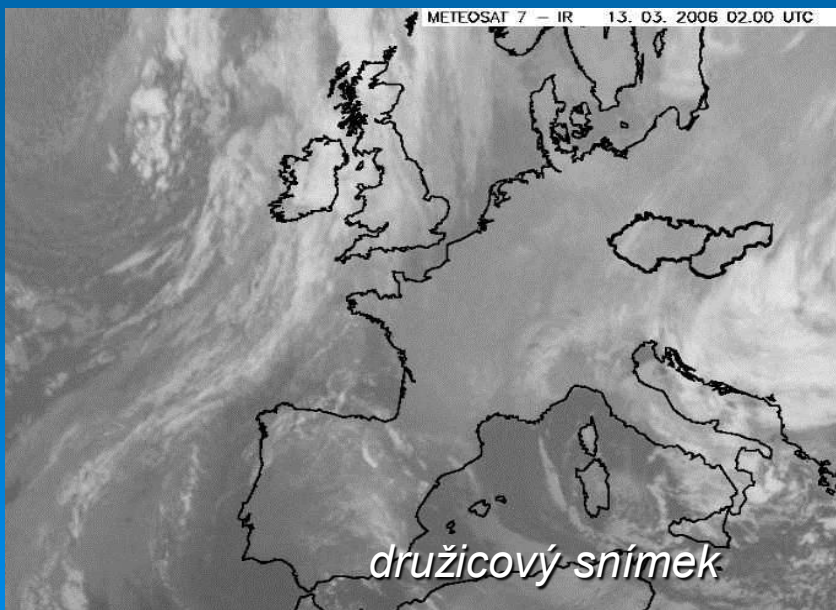 METEOSAT 7 – IR 13. 03. 2006 02.00 UTC
družicový snímek